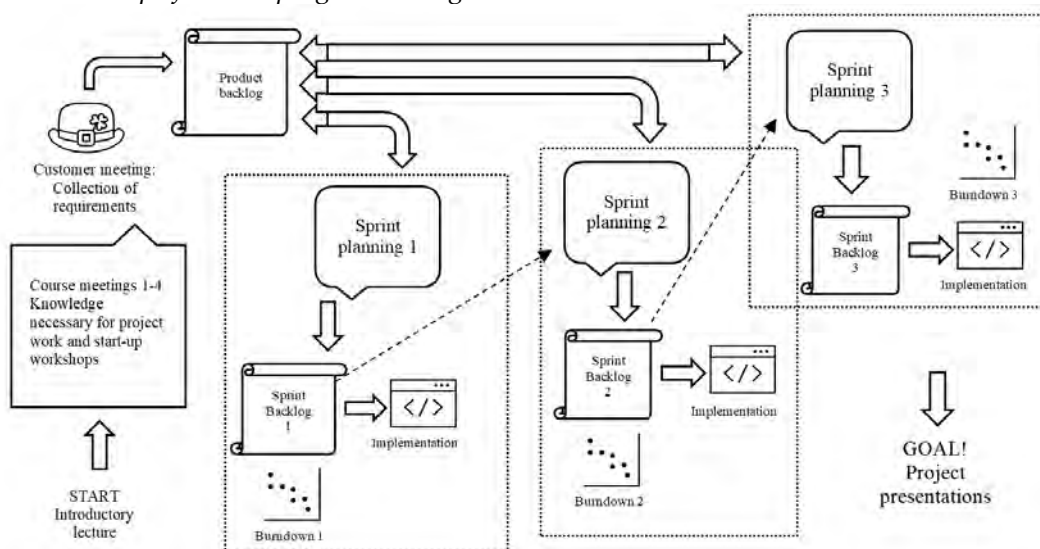 Product
backlog
Sprint
planning 3
Customer meeting:
Collection of
requirements
Burndown 3
Sprint
planning 1
Sprint
planning 2
Sprint
Backlog
3
</>
Implementation
Course meetings 1-4
Knowledge
necessary for project
work and start-up
workshops
Sprint
Backlog
1
</>
Implementation
Sprint
Backlog
2
</>
Implementation
START
Introductory
lecture
Burndown 1
Burndown 2
GOAL!
Project
presentations